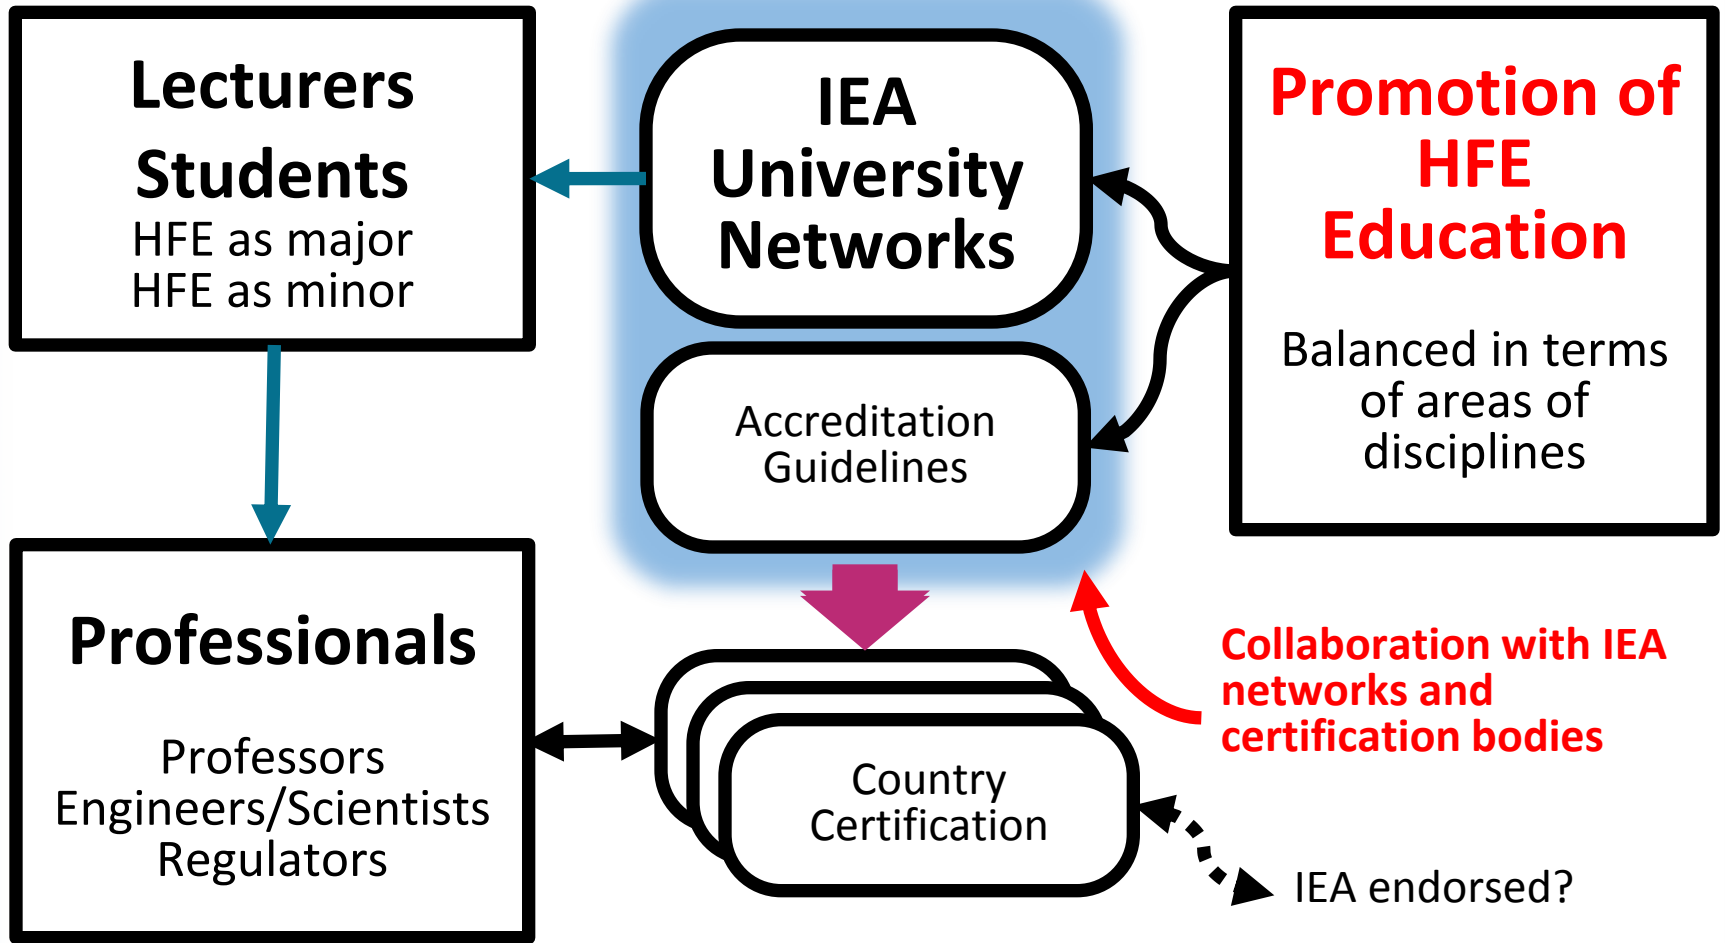 Lecturers
Students
HFE as major
HFE as minor
IEA
University
Networks
Promotion of
HFE
Education
Balanced in terms
of areas of
disciplines
Accreditation
Guidelines
Professionals
Professors
Engineers/Scientists
Regulators
Country
Certification
Collaboration with IEA
networks and
certification bodies
IEA endorsed?